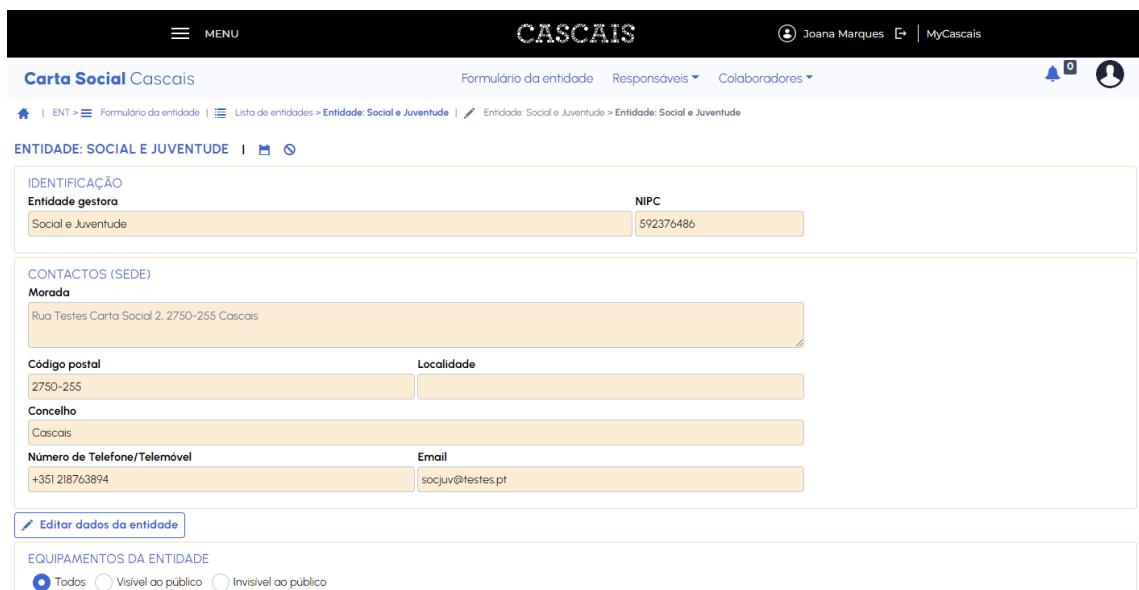 MENU CASCAIS Joana Marques MyCascais
Carta Social Cascais Formulário da entidade Responsáveis Colaboradores 0
| ENT > Formulário da entidade | Lista de entidades > Entidade: Social e Juventude | Entidade: Social e Juventude > Entidade: Social e Juventude
ENTIDADE: SOCIAL E JUVENTUDE |
IDENTIFICAÇÃO
Entidade gestora NIPC
Social e Juventude 592376486
CONTACTOS (SEDE)
Morada
Rua Testes Carta Social 2, 2750-255 Cascais
Código postal Localidade
2750-255
Concelho
Cascais
Número de Telefone/Telemóvel Email
+351 218763894 socjuv@testes.pt
Editar dados da entidade
EQUIPAMENTOS DA ENTIDADE
Todos Visível ao público Invisível ao público